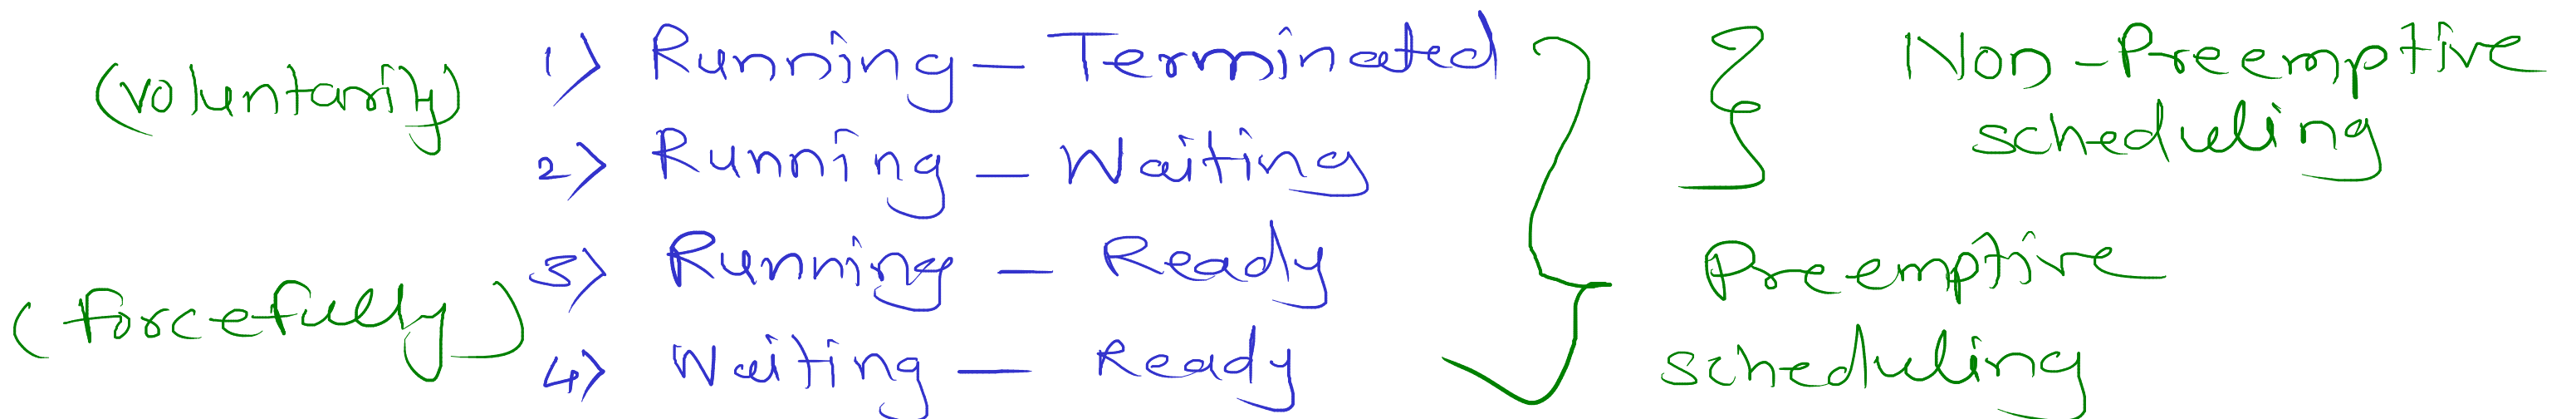 (voluntarily) 1) Running - Terminated Non-Preemptive
2) Running - Waiting scheduling
3) Running - Ready Preemptive
(forcefully) 4) Waiting - Ready scheduling